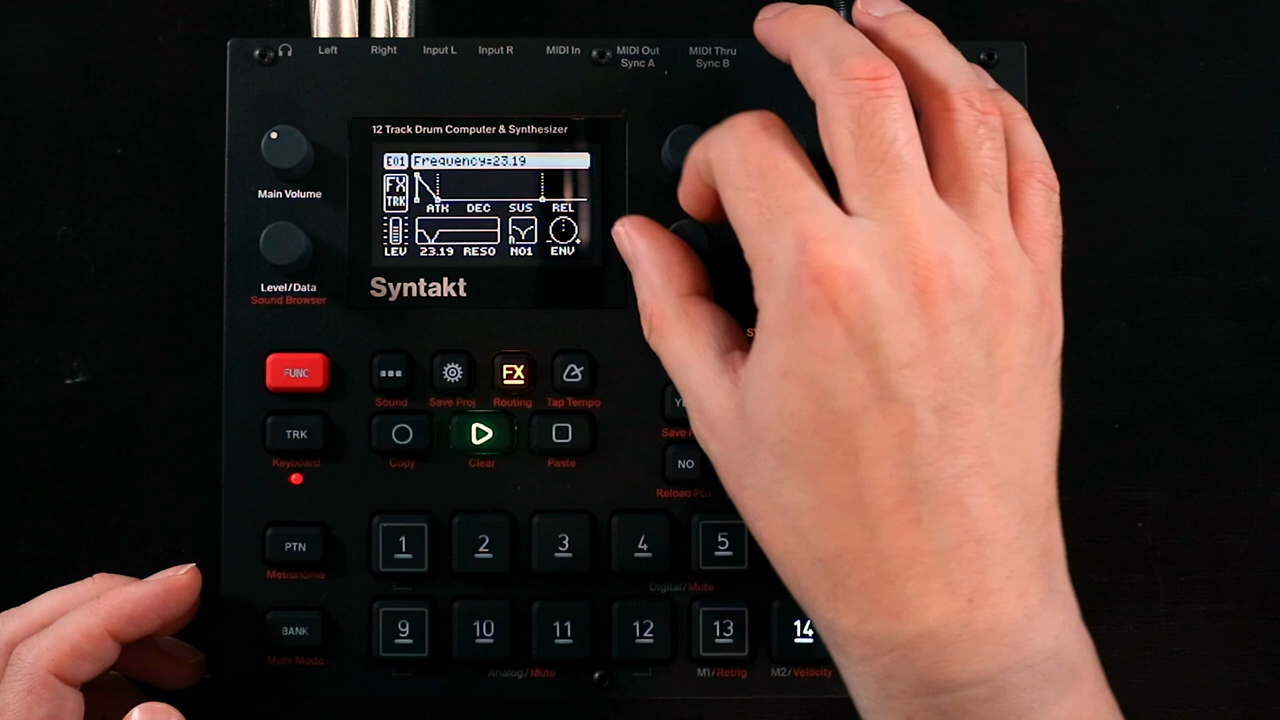 Left Right Input L Input R MIDI In MIDI Out MIDI Thru
Sync A Sync B
12 Track Drum Computer & Synthesizer
E01 Frequency=23.19
FX
TRK
ATK DEC SUS REL
LEV 23.19 RESO NO1 ENV
Main Volume
Syntakt
Level/Data
Sound Browser
FUNC FX
Sound Save Proj Routing Tap Tempo
TRK
Keyboard Copy Clear Paste
NO
PTN 1 2 3 4 5
Metronome
Digital/Mute
BANK 9 10 11 12 13 14
Mute Mode
Analog/Mute M1/Retrig M2/Velocity